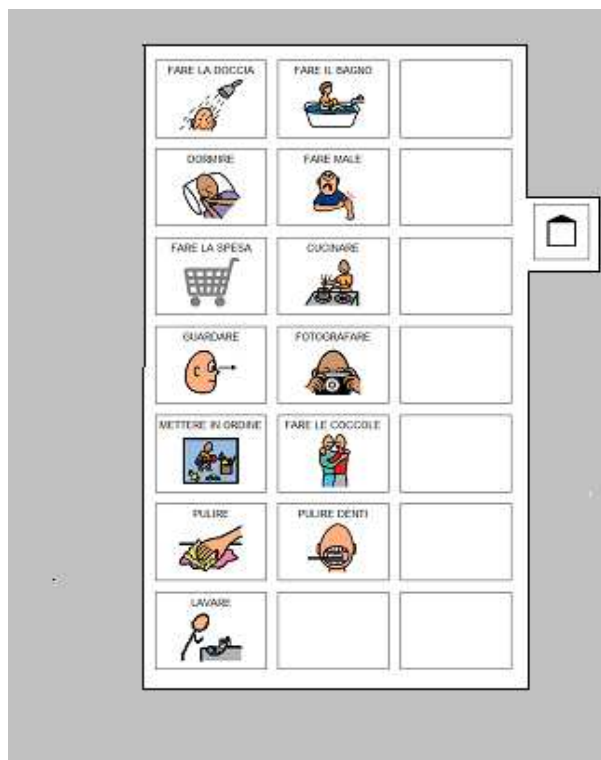 FARE LA DOCCIA
FARE IL BAGNO
DORMIRE
FARE MALE
FARE LA SPESA
CUCINARE
GUARDARE
FOTOGRAFARE
METTERE IN ORDINE
FARE LE COCCOLE
PULIRE
PULIRE DENTI
LAVARE